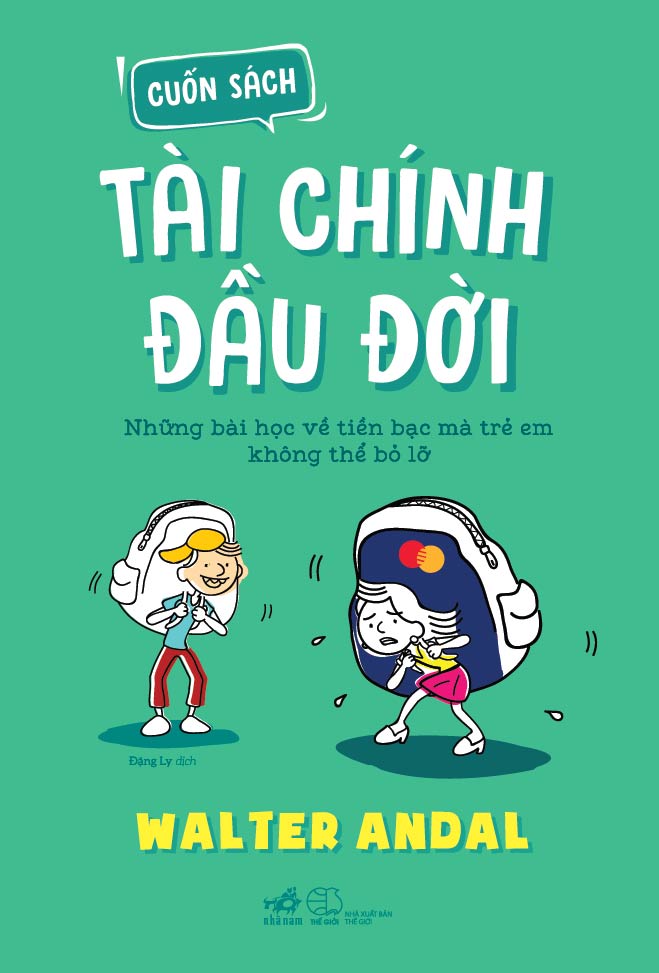 CUỐN SÁCH
TÀI CHÍNH
ĐẦU ĐỜI
Những bài học về tiền bạc mà trẻ em
không thể bỏ lỡ
Đặng Ly dịch
WALTER ANDAL
nhã nam
THẾ GIỚI
NHÀ XUẤT BẢN
THẾ GIỚI